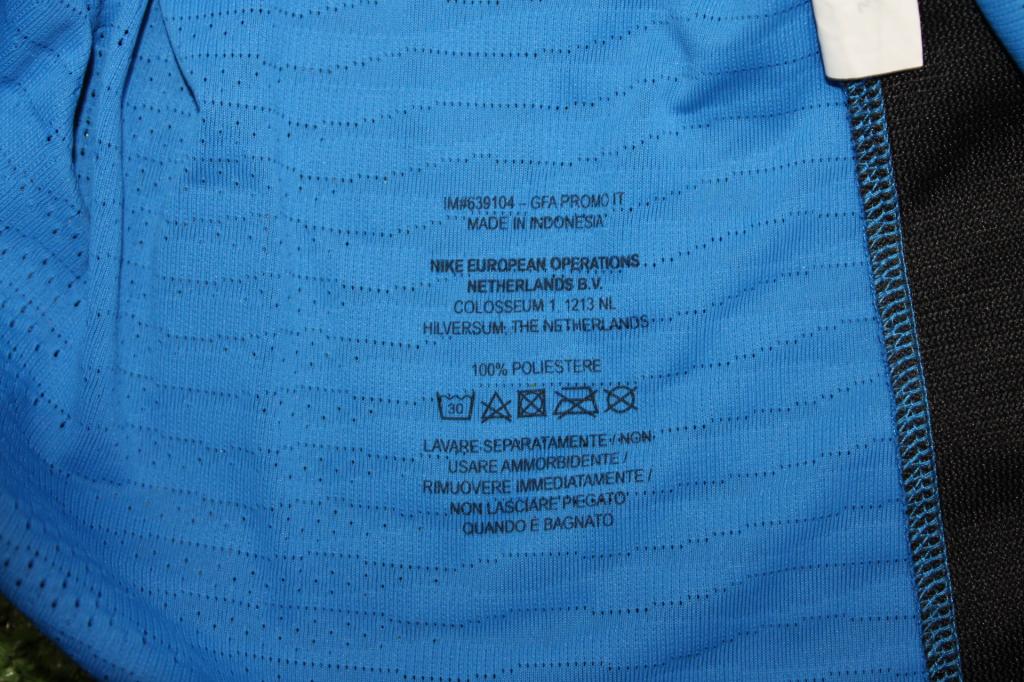 IM#639104 – GFA PROMO IT
MADE IN INDONESIA
NIKE EUROPEAN OPERATIONS
NETHERLANDS B.V.
COLOSSEUM 1, 1213 NL
HILVERSUM, THE NETHERLANDS
100% POLIESTERE
30
LAVARE SEPARATAMENTE / NON
USARE AMMORBIDENTE /
RIMUOVERE IMMEDIATAMENTE /
NON LASCIARE PIEGATO
QUANDO È BAGNATO